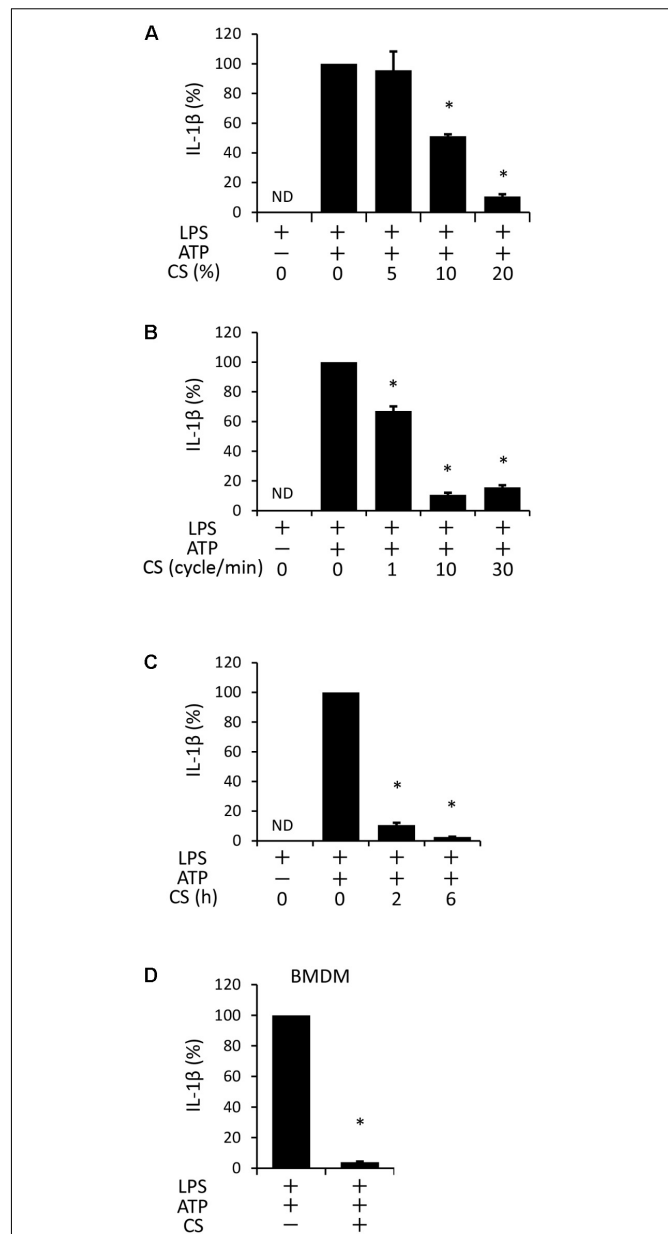 A
120
100
80
60
40
20
0
IL-1β (%)
ND
*
*
LPS + + + + +
ATP − + + + +
CS (%) 0 0 5 10 20
B
120
100
80
60
40
20
0
IL-1β (%)
ND
*
*
*
LPS + + + + +
ATP − + + + +
CS (cycle/min) 0 0 1 10 30
C
120
100
80
60
40
20
0
IL-1β (%)
ND
*
*
LPS + + + +
ATP − + + +
CS (h) 0 0 2 6
D
BMDM
120
100
80
60
40
20
0
IL-1β (%)
*
LPS + +
ATP + +
CS − +